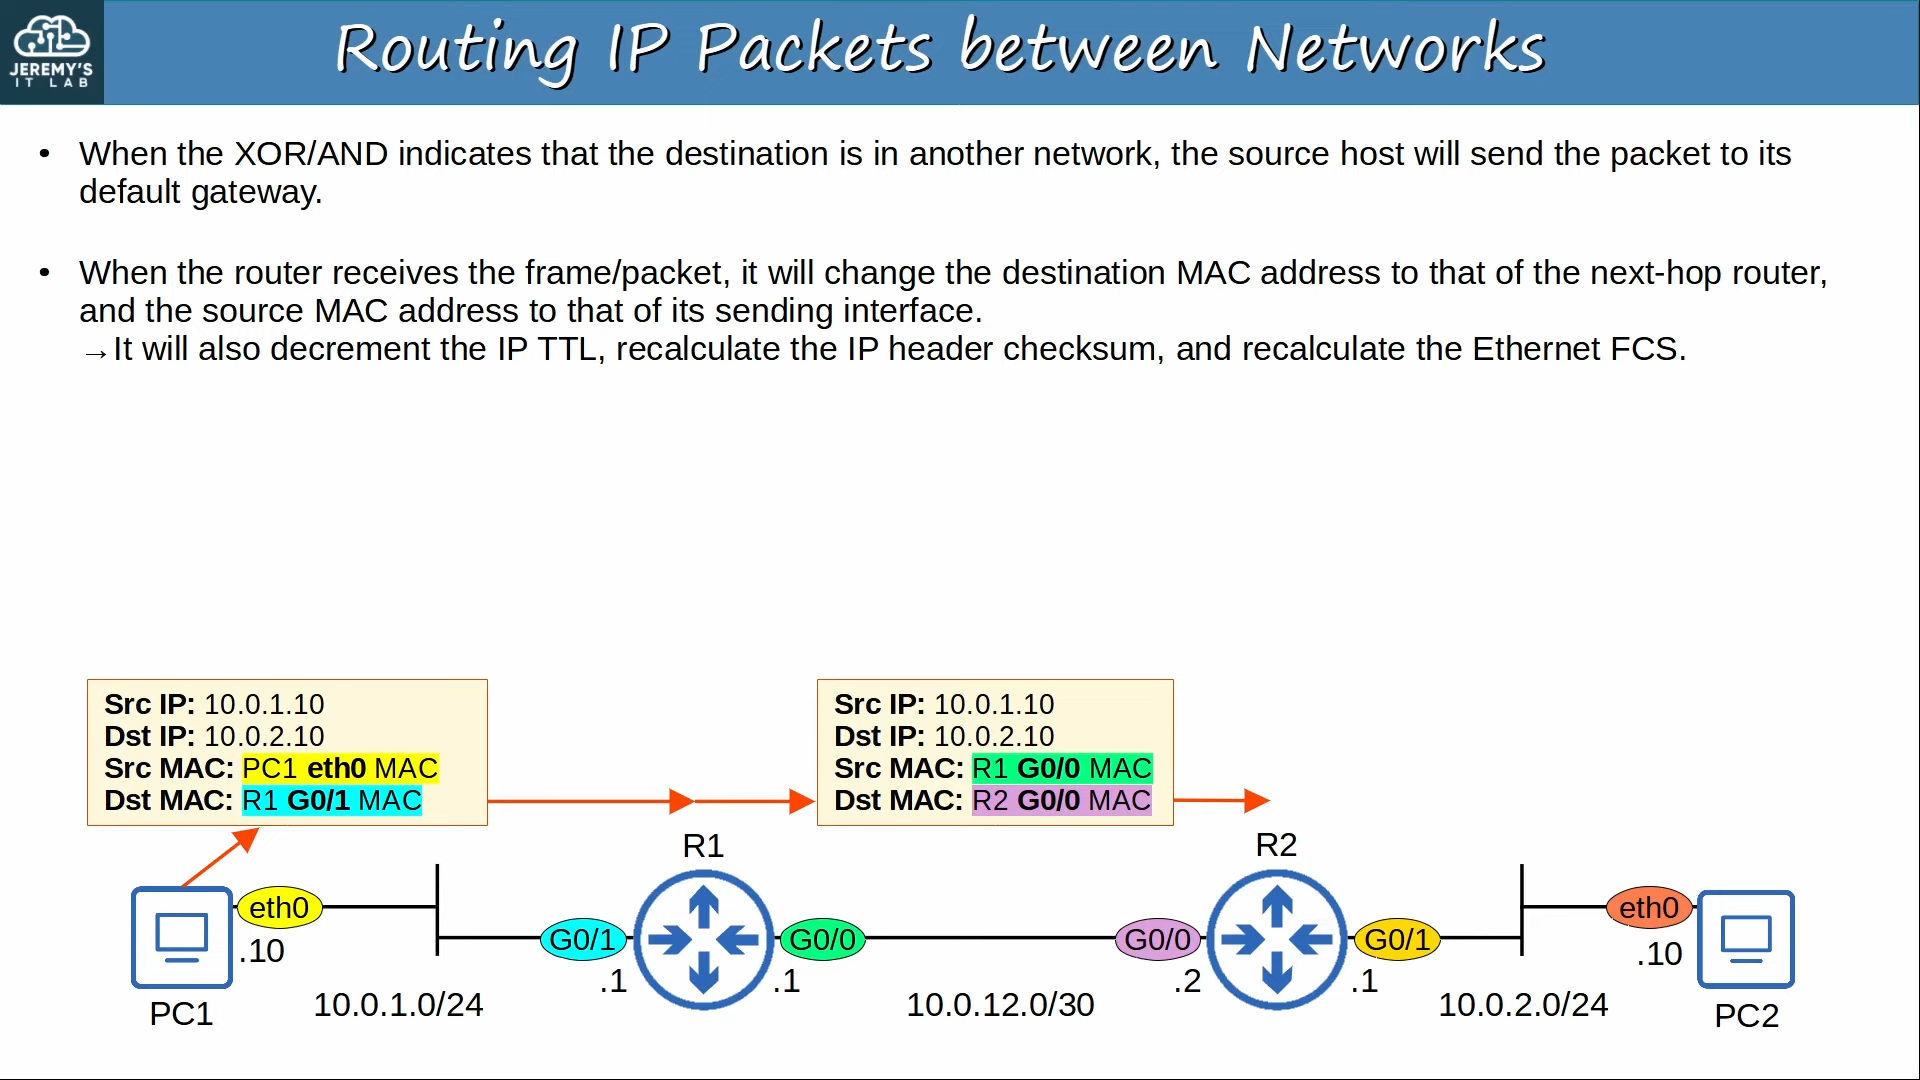 JEREMY'S
IT LAB
Routing IP Packets between Networks
• When the XOR/AND indicates that the destination is in another network, the source host will send the packet to its
default gateway.
• When the router receives the frame/packet, it will change the destination MAC address to that of the next-hop router,
and the source MAC address to that of its sending interface.
→It will also decrement the IP TTL, recalculate the IP header checksum, and recalculate the Ethernet FCS.
Src IP: 10.0.1.10
Dst IP: 10.0.2.10
Src MAC: PC1 eth0 MAC
Dst MAC: R1 G0/1 MAC
Src IP: 10.0.1.10
Dst IP: 10.0.2.10
Src MAC: R1 G0/0 MAC
Dst MAC: R2 G0/0 MAC
R1
R2
eth0
G0/1
G0/0
G0/0
G0/1
eth0
.10
.1
.1
.2
.1
.10
PC1
10.0.1.0/24
10.0.12.0/30
10.0.2.0/24
PC2